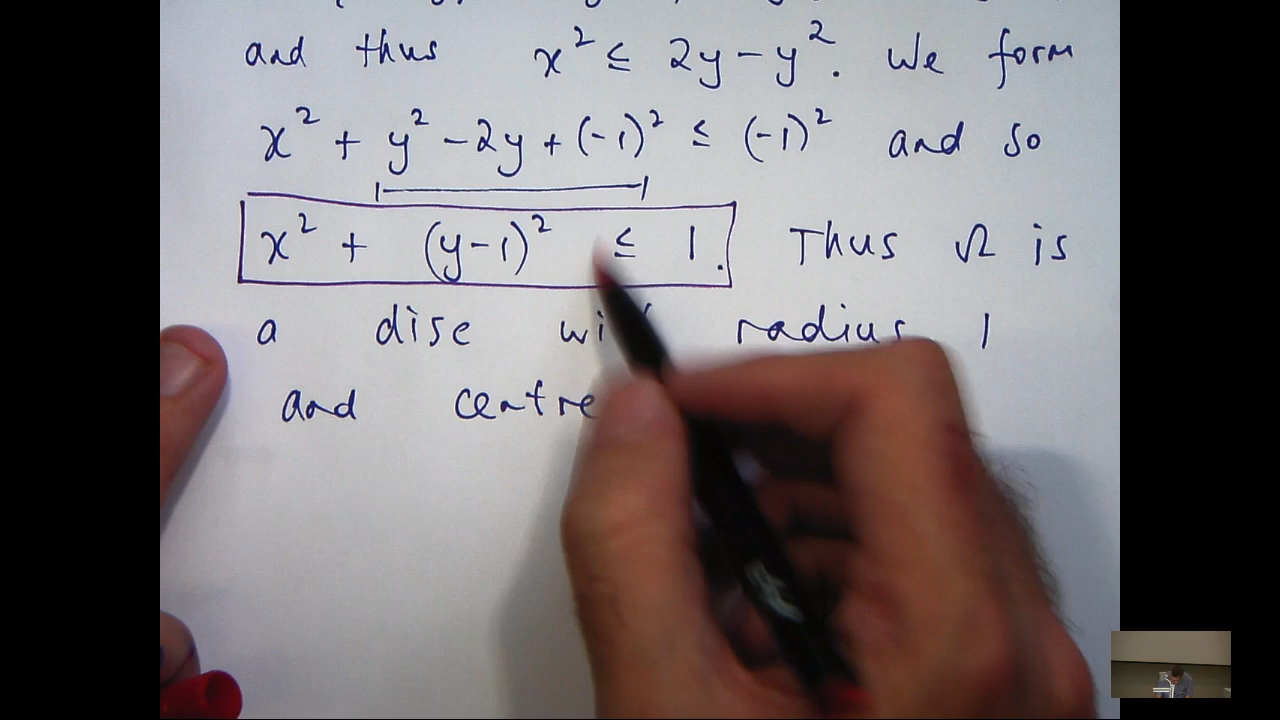 and thus x² ≤ 2y - y². We form
x² + y² - 2y + (-1)² ≤ (-1)² and so
x² + (y-1)² ≤ 1. Thus Ω is
a disc radius 1
and centre